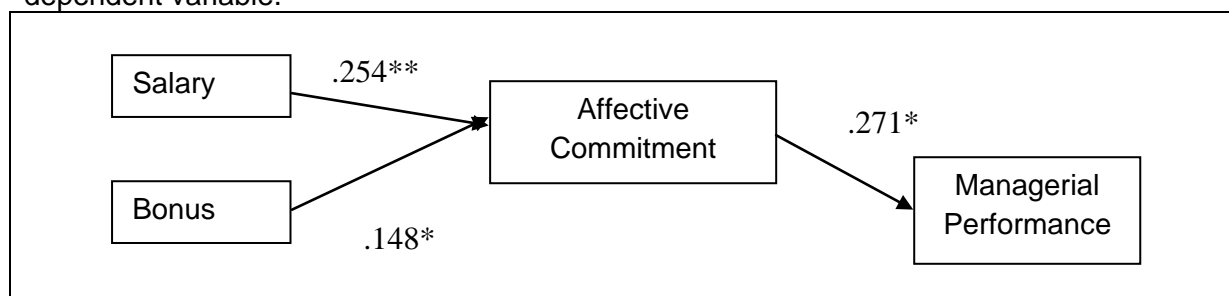 dependent variable.
Salary
.254**
Affective
Commitment
.271*
Bonus
.148*
Managerial
Performance